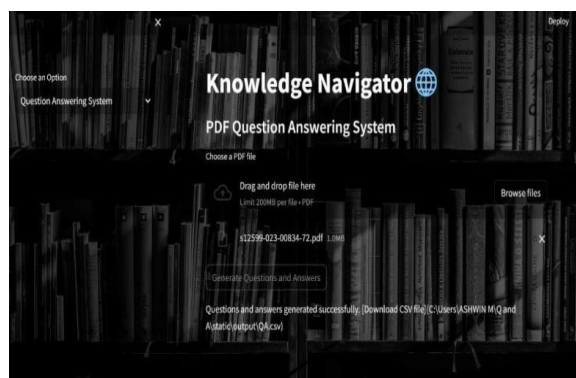 X
Deploy
Choose an Option
Question Answering System
Knowledge Navigator
PDF Question Answering System
Choose a PDF file
Drag and drop file here
Limit 200MB per file • PDF
Browse files
s12599-023-00834-72.pdf 1.0MB
X
Generate Questions and Answers
Questions and answers generated successfully. [Download CSV file](C:\Users\ASHWIN M\Q and
A\static\output\QA.csv)